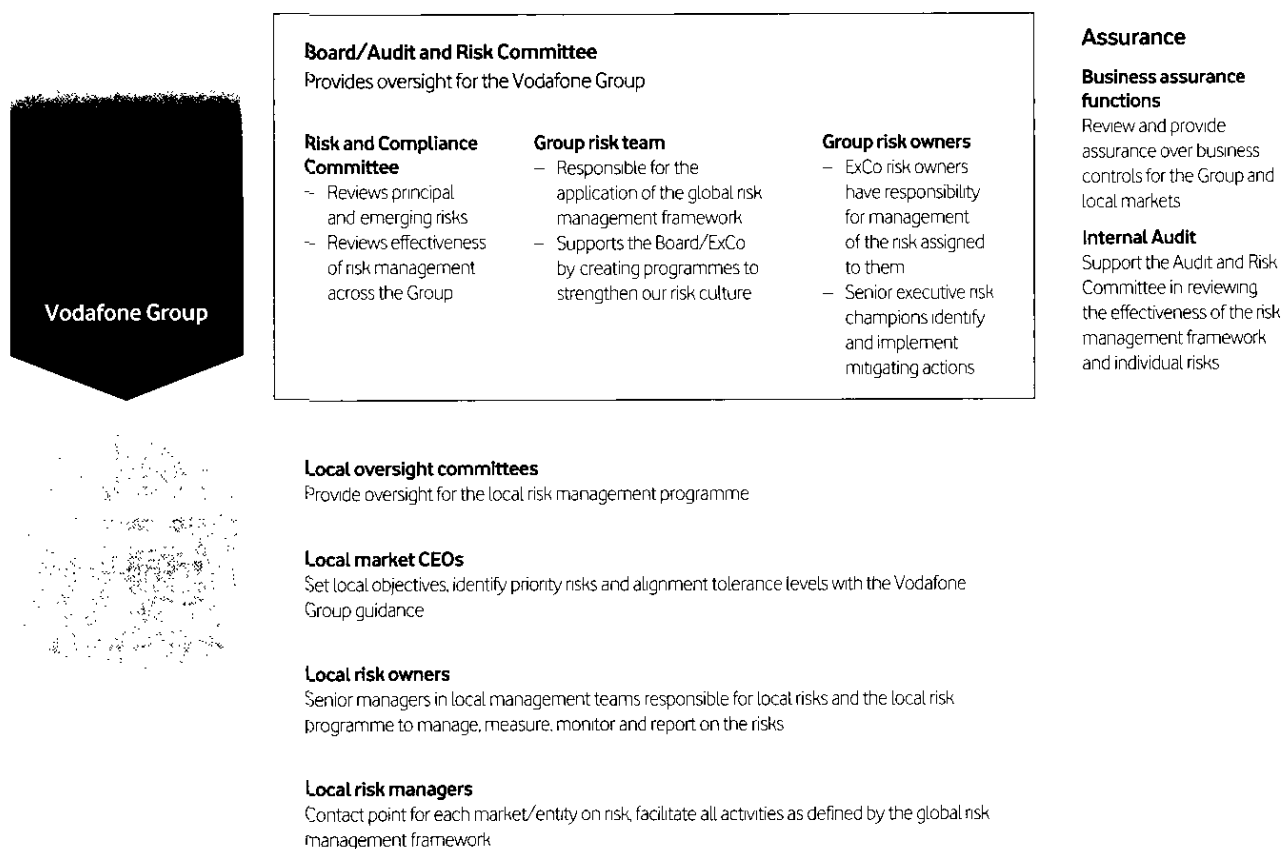 Vodafone Group
Board/Audit and Risk Committee
Provides oversight for the Vodafone Group
Risk and Compliance
Committee
– Reviews principal
and emerging risks
– Reviews effectiveness
of risk management
across the Group
Group risk team
– Responsible for the
application of the global risk
management framework
– Supports the Board/ExCo
by creating programmes to
strengthen our risk culture
Group risk owners
– ExCo risk owners
have responsibility
for management
of the risk assigned
to them
– Senior executive risk
champions identify
and implement
mitigating actions
Assurance
Business assurance
functions
Review and provide
assurance over business
controls for the Group and
local markets
Internal Audit
Support the Audit and Risk
Committee in reviewing
the effectiveness of the risk
management framework
and individual risks
Local oversight committees
Provide oversight for the local risk management programme
Local market CEOs
Set local objectives, identify priority risks and alignment tolerance levels with the Vodafone
Group guidance
Local risk owners
Senior managers in local management teams responsible for local risks and the local risk
programme to manage, measure, monitor and report on the risks
Local risk managers
Contact point for each market/entity on risk, facilitate all activities as defined by the global risk
management framework